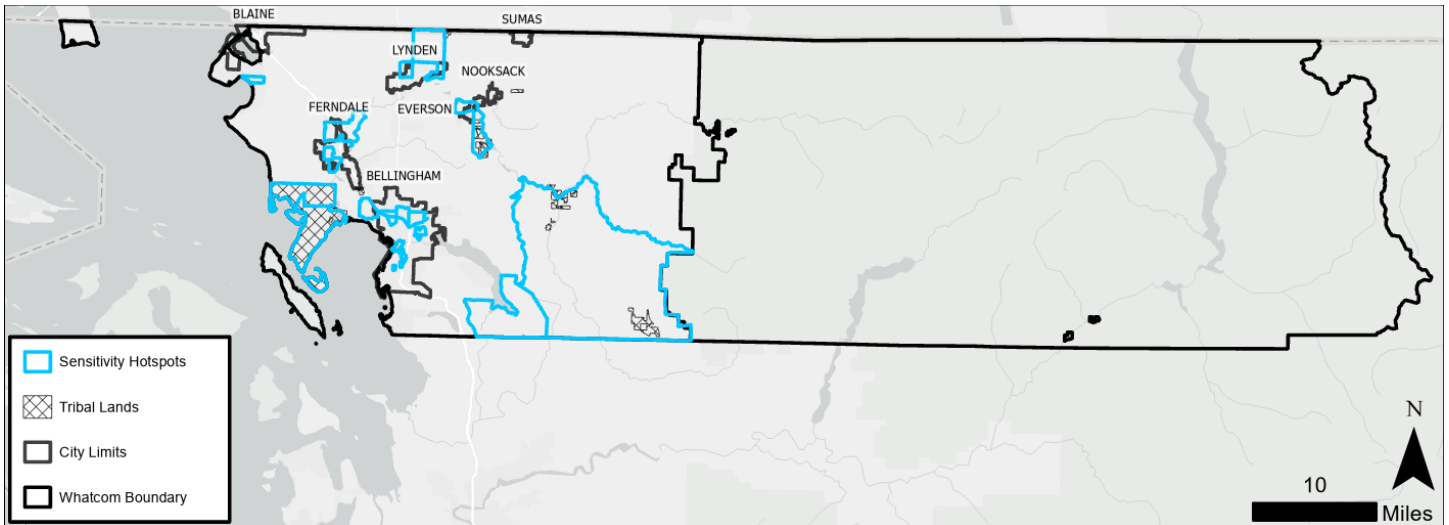 BLAINE
SUMAS
LYNDEN
NOOKSACK
FERNDALE
EVERSON
BELLINGHAM
Sensitivity Hotspots
Tribal Lands
City Limits
Whatcom Boundary
N
10
Miles